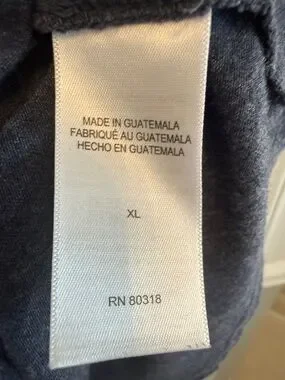 MADE IN GUATEMALA
FABRIQUÉ AU GUATEMALA
HECHO EN GUATEMALA
XL
RN 80318